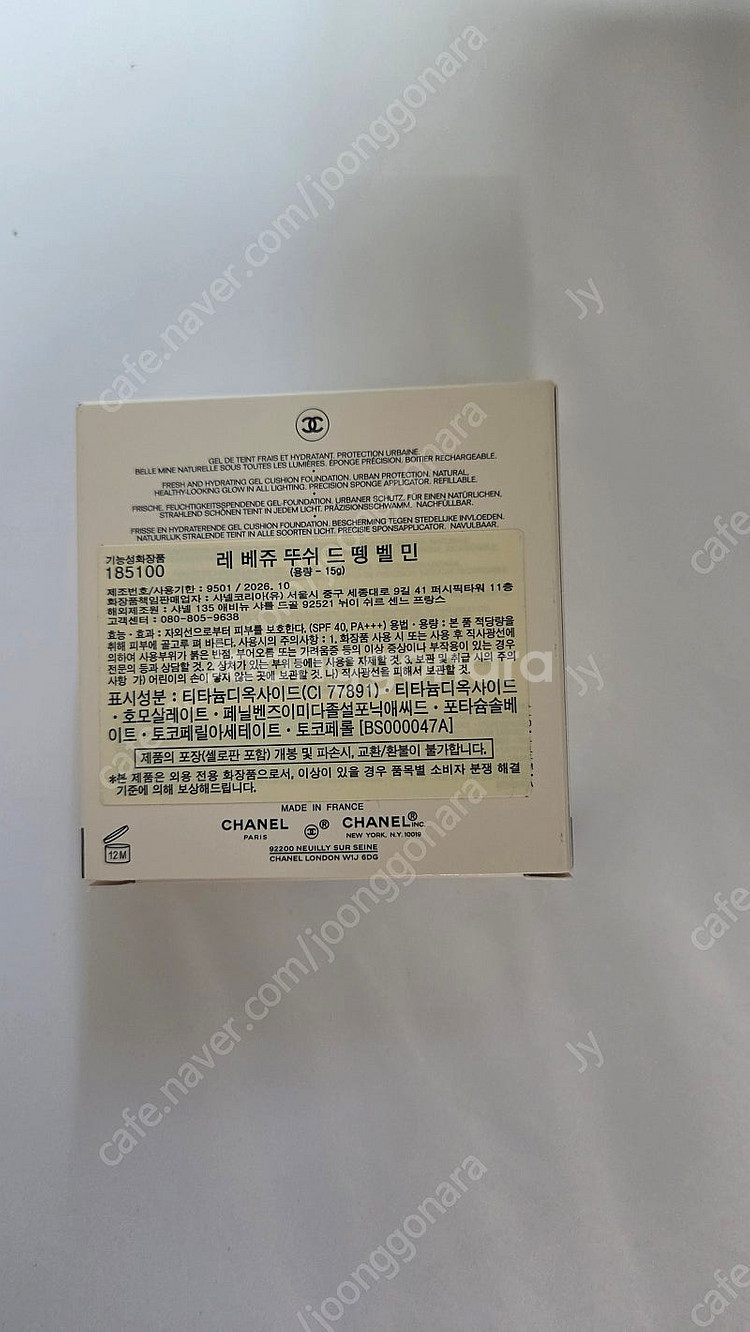 GEL DE TEINT FRAIS ET HYDRATANT. PROTECTION URBAINE.
BELLE MINE NATURELLE SOUS TOUTES LES LUMIÈRES. ÉPONGE PRÉCISION. BOITIER RECHARGEABLE.
FRESH AND HYDRATING GEL CUSHION FOUNDATION. URBAN PROTECTION. NATURAL,
HEALTHY-LOOKING GLOW IN ALL LIGHTING. PRECISION SPONGE APPLICATOR. REFILLABLE.
FRISCHE, FEUCHTIGKEITSSPENDENDE GEL-FOUNDATION. URBANER SCHUTZ. FÜR EINEN NATÜRLICHEN,
STRAHLEND SCHÖNEN TEINT IN JEDEM LICHT. PRÄZISIONSSCHWAMM. NACHFÜLLBAR.
FRISSE EN HYDRATERENDE GEL CUSHION FOUNDATION. BESCHERMING TEGEN STEDELIJKE INVLOEDEN.
NATUURLIJK STRALENDE TEINT IN ALLE SOORTEN LICHT. PRECISIE SPONSAPPLICATOR. NAVULBAAR.
기능성화장품
185100
레 베쥬 뚜쉬 드 뗑 벨 민
(용량 - 15g)
제조번호/사용기한 : 9501 / 2026. 10
화장품책임판매업자 : 샤넬코리아(유) 서울시 중구 세종대로 9길 41 퍼시픽타워 11층
해외제조원 : 샤넬 135 애비뉴 샤를 드골 92521 뉘이 쉬르 센드 프랑스
고객센터 : 080-805-9638
효능·효과 : 자외선으로부터 피부를 보호한다. (SPF 40, PA+++) 용법·용량 : 본 품 적당량을
취해 피부에 골고루 펴 바른다. 사용시의 주의사항 : 1. 화장품 사용 시 또는 사용 후 직사광선에
의하여 사용부위가 붉은 반점, 부어오름 또는 가려움증 등의 이상 증상이나 부작용이 있는 경우
전문의 등과 상담할 것. 2. 상처가 있는 부위 등에는 사용을 자제할 것. 3. 보관 및 취급 시의 주의
사항 가) 어린이의 손이 닿지 않는 곳에 보관할 것. 나) 직사광선을 피해서 보관할 것.
표시성분 : 티타늄디옥사이드(CI 77891) · 티타늄디옥사이드
· 호모살레이트 · 페닐벤즈이미다졸설포닉애씨드 · 포타슘솔베
이트 · 토코페릴아세테이트 · 토코페롤 [BS000047A]
제품의 포장(셀로판 포함) 개봉 및 파손시, 교환/환불이 불가합니다.
*본 제품은 외용 전용 화장품으로서, 이상이 있을 경우 품목별 소비자 분쟁 해결
기준에 의해 보상해드립니다.
MADE IN FRANCE
CHANEL ® CHANEL® INC.
PARIS NEW YORK, N.Y. 10019
92200 NEUILLY SUR SEINE
CHANEL LONDON W1J 6DG
12M
cafe.naver.com/joonggonara
Jy
cafe.naver.com/joonggonara
Jy
cafe
cafe
cafe